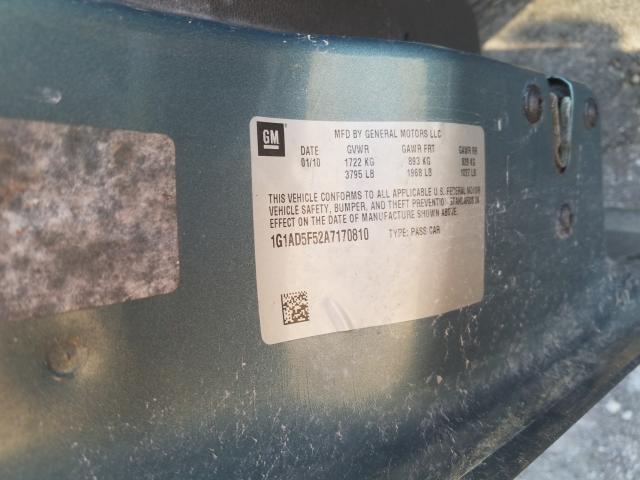 GM
MFD BY GENERAL MOTORS LLC
DATE GVWR GAWR FRT GAWR RR
01/10 1722 KG 893 KG 829 KG
3795 LB 1968 LB 1827 LB
THIS VEHICLE CONFORMS TO ALL APPLICABLE U.S. FEDERAL MOTOR
VEHICLE SAFETY, BUMPER, AND THEFT PREVENTION STANDARDS IN
EFFECT ON THE DATE OF MANUFACTURE SHOWN ABOVE.
1G1AD5F52A7170810 TYPE: PASS CAR